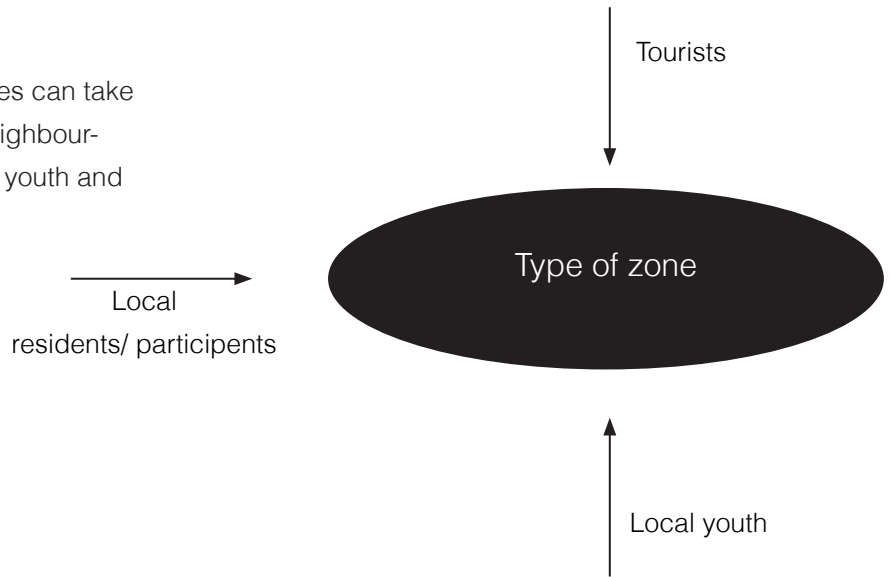 Tourists
es can take
ighbour-
youth and
Type of zone
Local
residents/ participents
Local youth